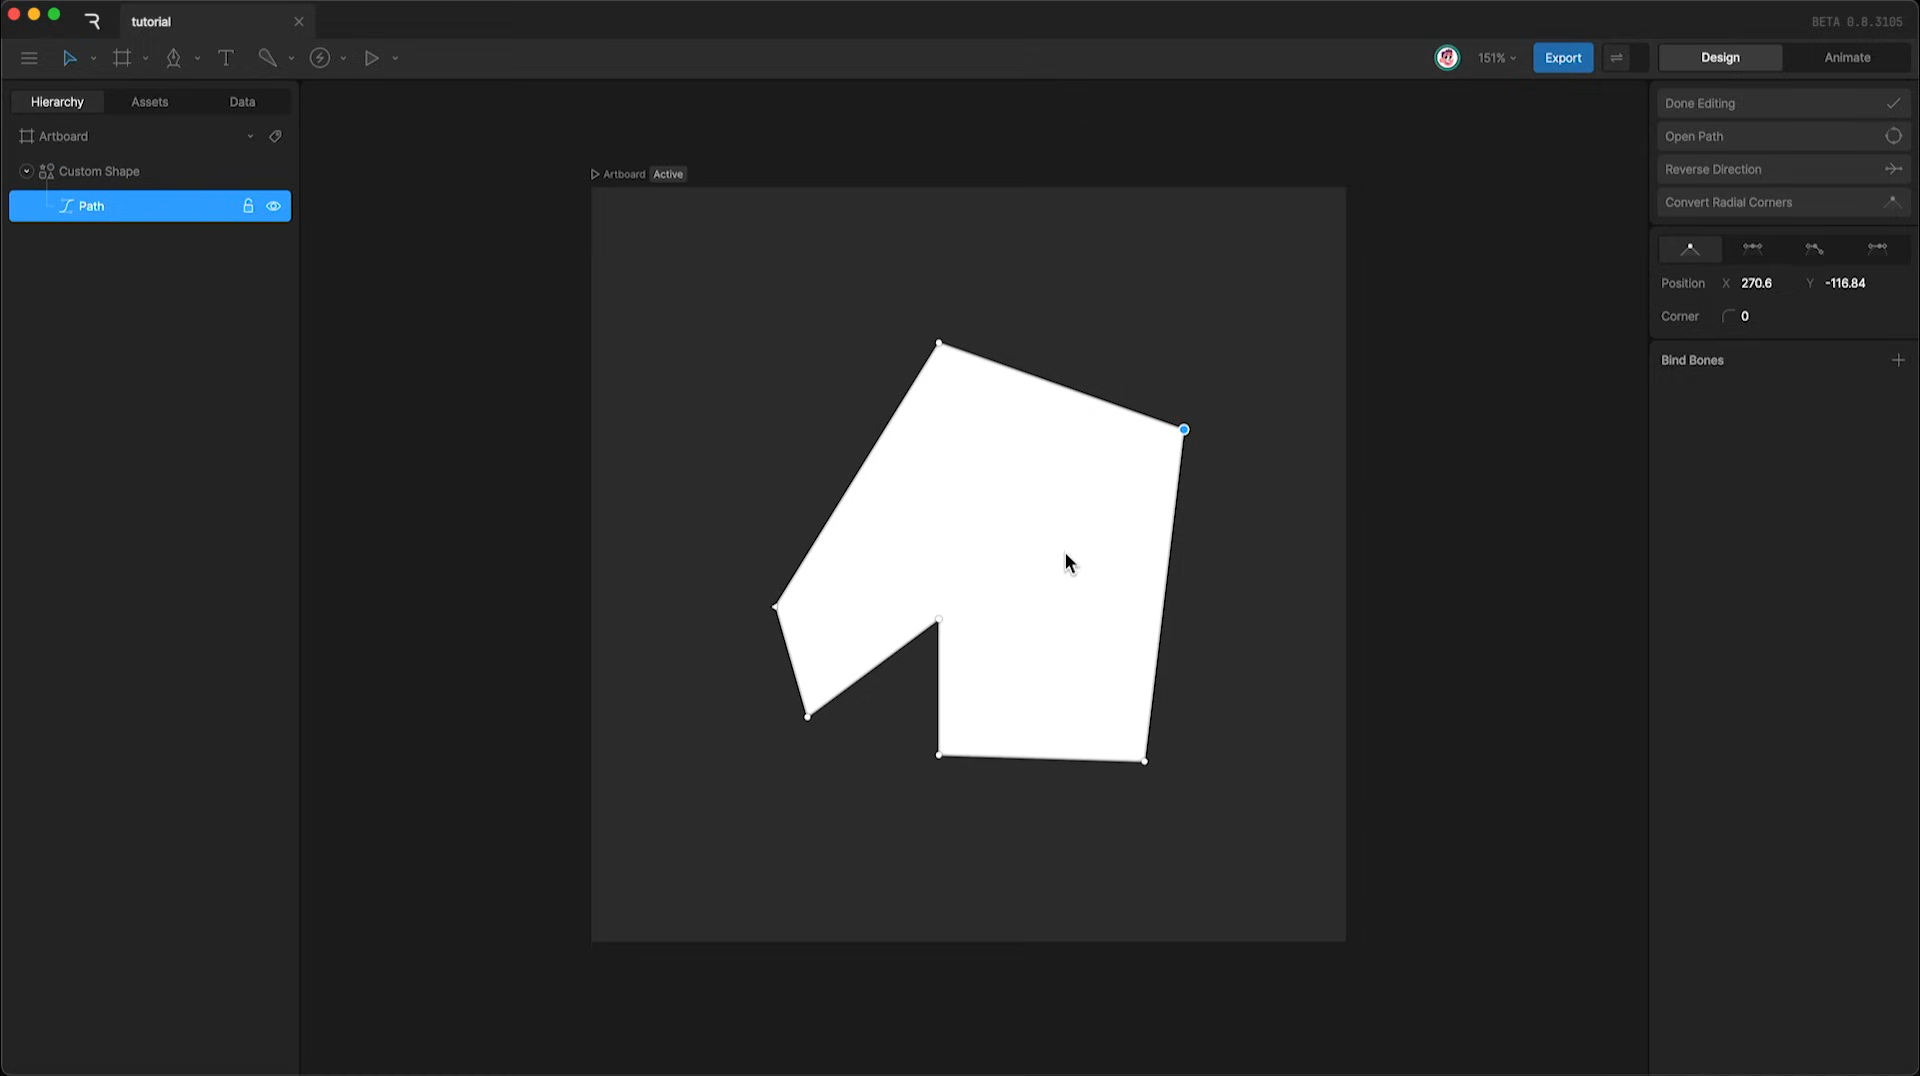 tutorial
BETA 0.8.3105
151%
Export
Design
Animate
Hierarchy
Assets
Data
Artboard
Custom Shape
Path
Artboard
Active
Done Editing
Open Path
Reverse Direction
Convert Radial Corners
Position X 270.6 Y -116.84
Corner 0
Bind Bones